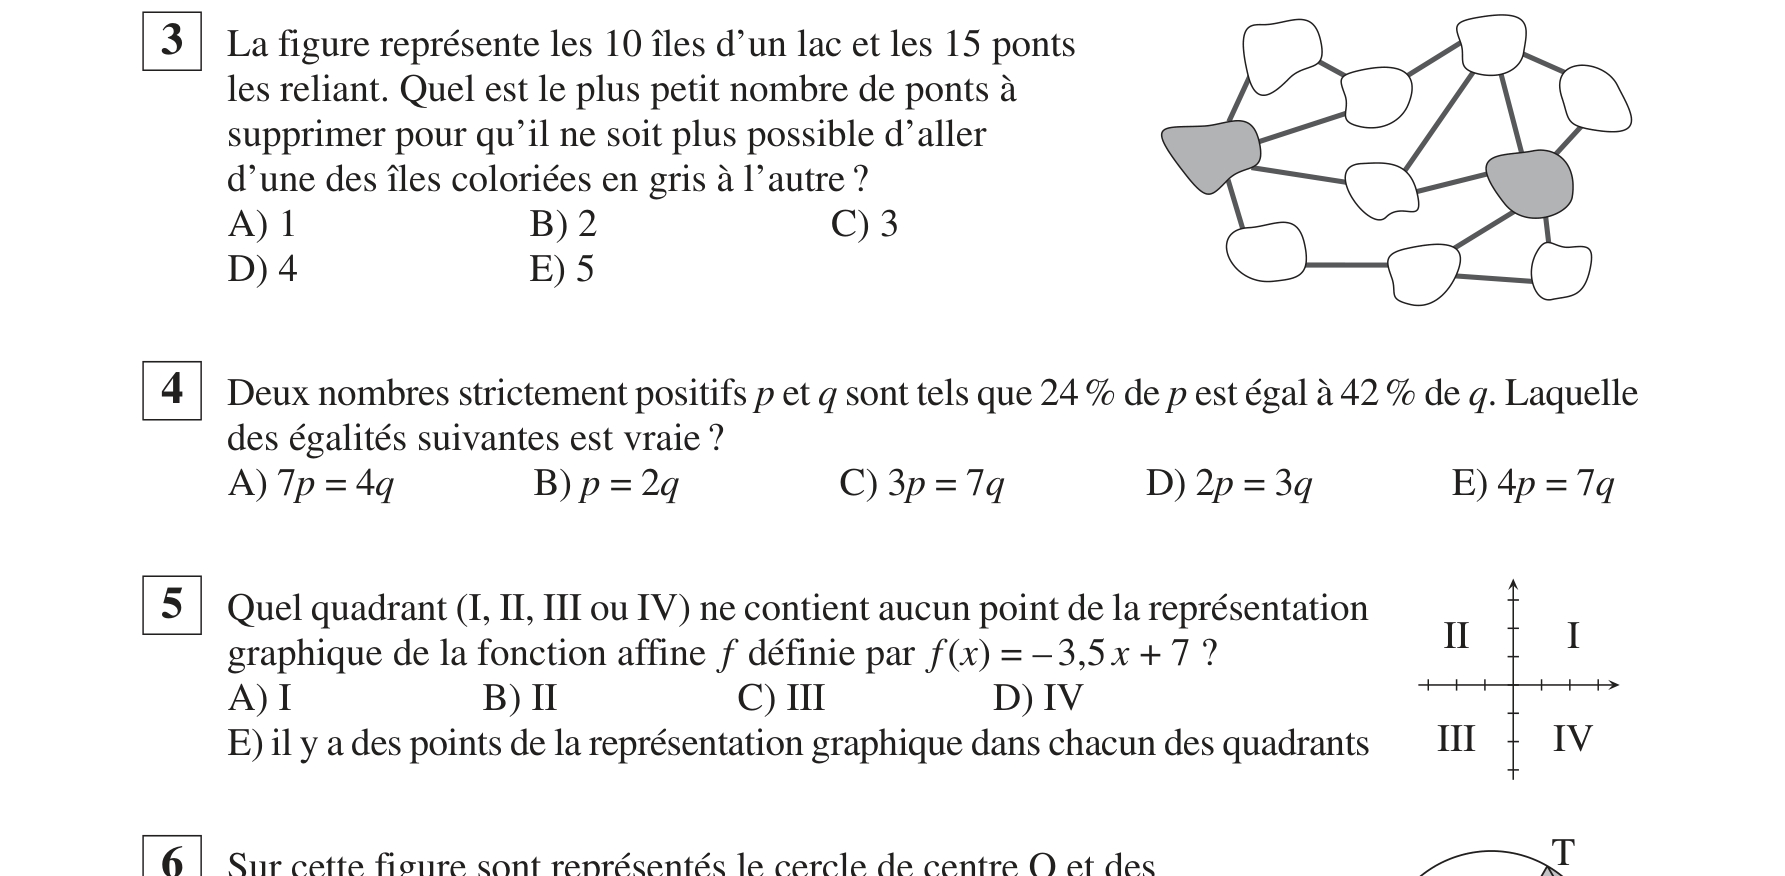 3 La figure représente les 10 îles d’un lac et les 15 ponts
les reliant. Quel est le plus petit nombre de ponts à
supprimer pour qu’il ne soit plus possible d’aller
d’une des îles coloriées en gris à l’autre ?
A) 1 B) 2 C) 3
D) 4 E) 5
4 Deux nombres strictement positifs p et q sont tels que 24 % de p est égal à 42 % de q. Laquelle
des égalités suivantes est vraie ?
A) 7p = 4q B) p = 2q C) 3p = 7q D) 2p = 3q E) 4p = 7q
5 Quel quadrant (I, II, III ou IV) ne contient aucun point de la représentation
graphique de la fonction affine f définie par f(x) = –3,5x + 7 ?
A) I B) II C) III D) IV
E) il y a des points de la représentation graphique dans chacun des quadrants
II I
III IV
6 Sur cette figure sont représentés le cercle de centre O et des
T